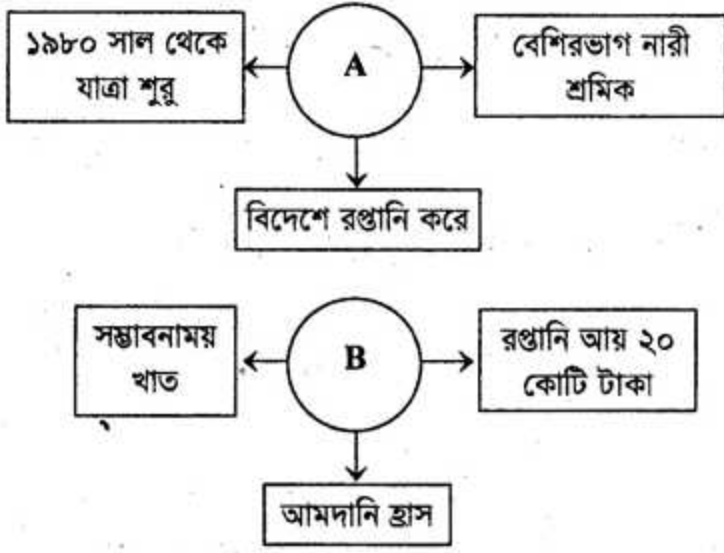 ১৯৮০ সাল থেকে
যাত্রা শুরু
A
বেশিরভাগ নারী
শ্রমিক
বিদেশে রপ্তানি করে
সম্ভাবনাময়
খাত
B
রপ্তানি আয় ২০
কোটি টাকা
আমদানি হ্রাস